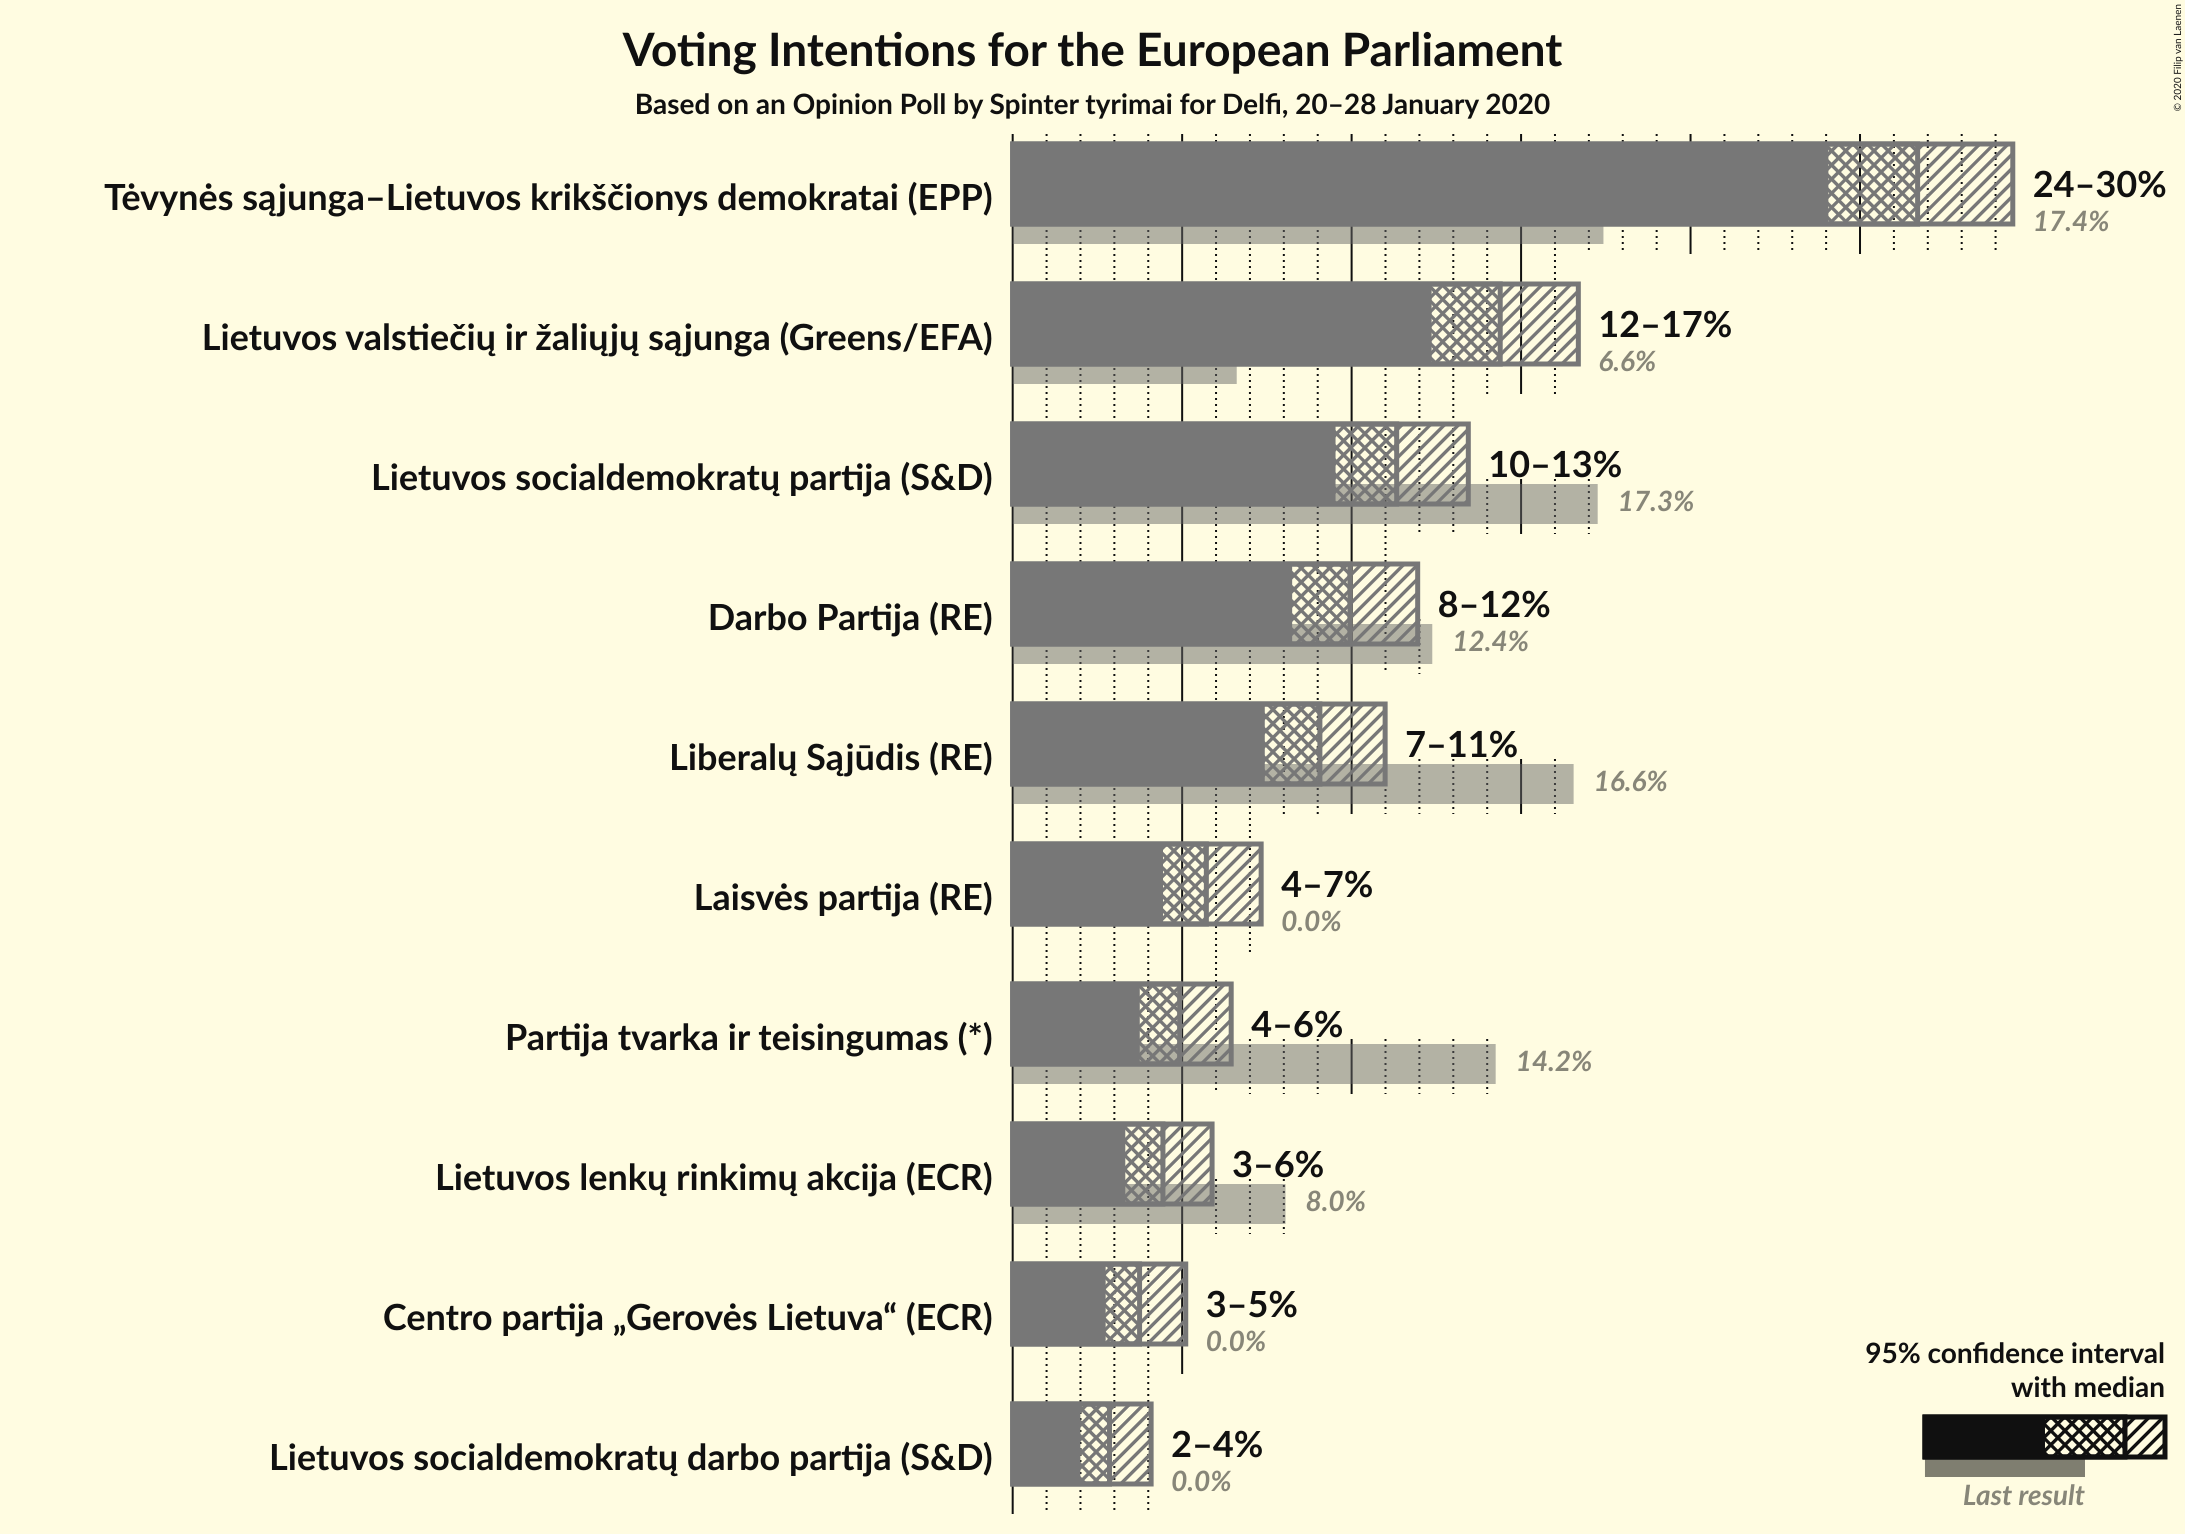 © 2020 Filip van Laenen
Voting Intentions for the European Parliament
Based on an Opinion Poll by Spinter tyrimai for Delfi, 20–28 January 2020
Tėvynės sąjunga–Lietuvos krikščionys demokratai (EPP)
24–30%
17.4%
Lietuvos valstiečių ir žaliųjų sąjunga (Greens/EFA)
12–17%
6.6%
Lietuvos socialdemokratų partija (S&D)
10–13%
17.3%
Darbo Partija (RE)
8–12%
12.4%
Liberalų Sąjūdis (RE)
7–11%
16.6%
Laisvės partija (RE)
4–7%
0.0%
Partija tvarka ir teisingumas (*)
4–6%
14.2%
Lietuvos lenkų rinkimų akcija (ECR)
3–6%
8.0%
Centro partija „Gerovės Lietuva“ (ECR)
3–5%
0.0%
Lietuvos socialdemokratų darbo partija (S&D)
2–4%
0.0%
95% confidence interval
with median
Last result